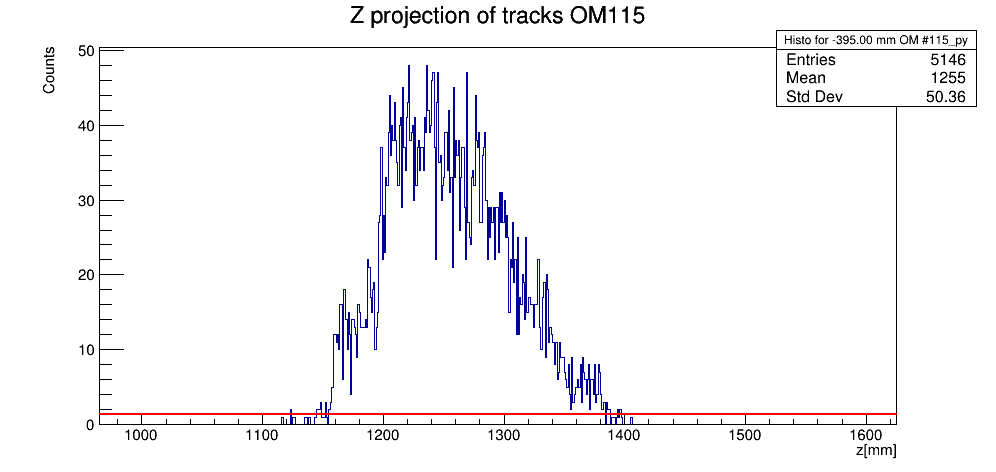 Z projection of tracks OM115
Histo for -395.00 mm OM #115_py
Entries 5146
Mean 1255
Std Dev 50.36
Counts
50
40
30
20
10
0
1000 1100 1200 1300 1400 1500 1600
z[mm]